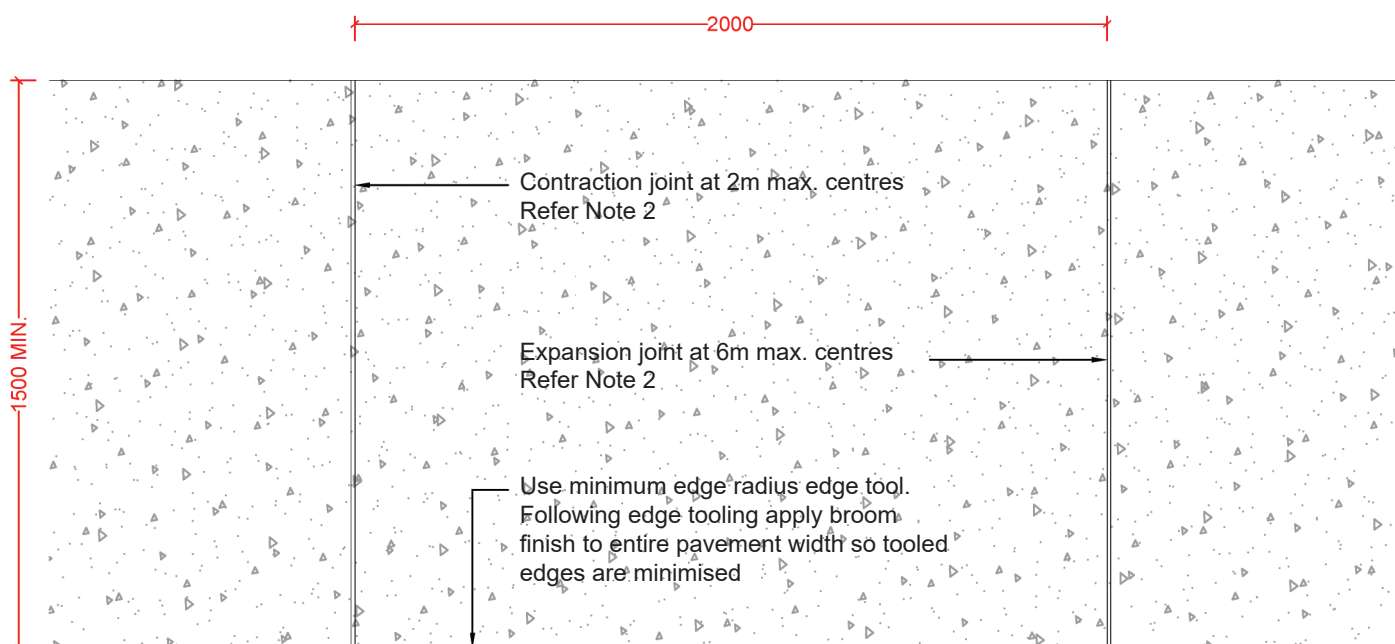 2000
1500 MIN.
Contraction joint at 2m max. centres
Refer Note 2
Expansion joint at 6m max. centres
Refer Note 2
Use minimum edge radius edge tool.
Following edge tooling apply broom
finish to entire pavement width so tooled
edges are minimised